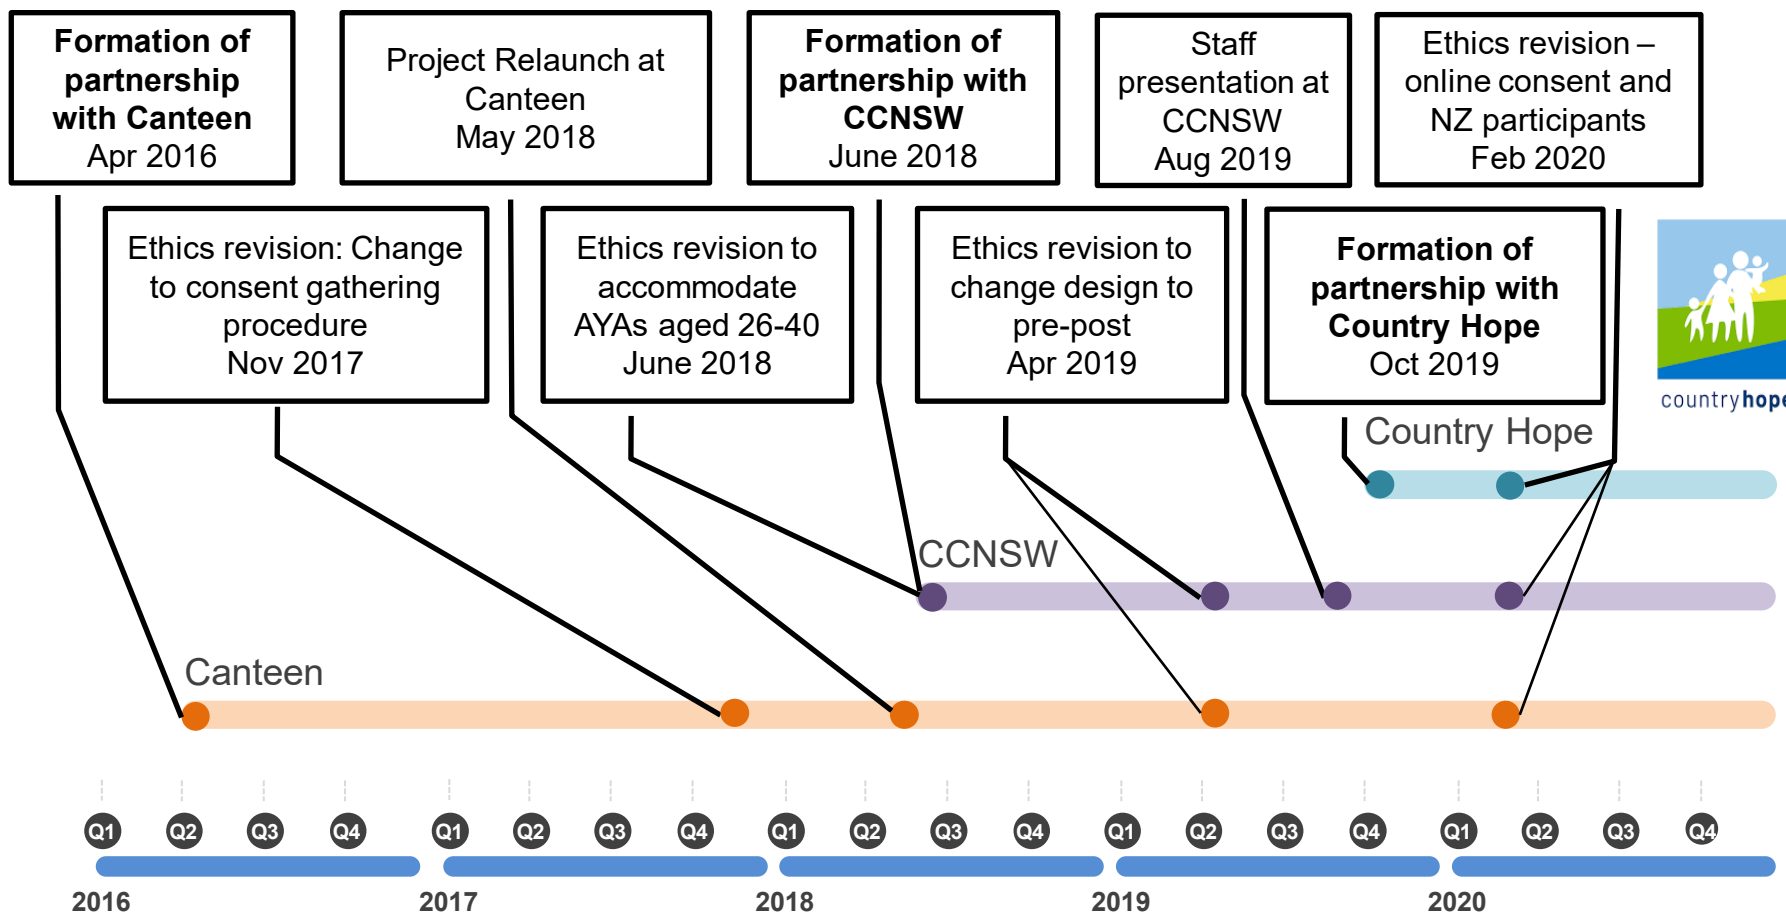 Formation of
partnership
with Canteen
Apr 2016
Project Relaunch at
Canteen
May 2018
Formation of
partnership with
CCNSW
June 2018
Staff
presentation at
CCNSW
Aug 2019
Ethics revision –
online consent and
NZ participants
Feb 2020
Ethics revision: Change
to consent gathering
procedure
Nov 2017
Ethics revision to
accommodate
AYAs aged 26-40
June 2018
Ethics revision to
change design to
pre-post
Apr 2019
Formation of
partnership with
Country Hope
Oct 2019
countryhope
Country Hope
CCNSW
Canteen
Q1 Q2 Q3 Q4 Q1 Q2 Q3 Q4 Q1 Q2 Q3 Q4 Q1 Q2 Q3 Q4 Q1 Q2 Q3 Q4
2016 2017 2018 2019 2020